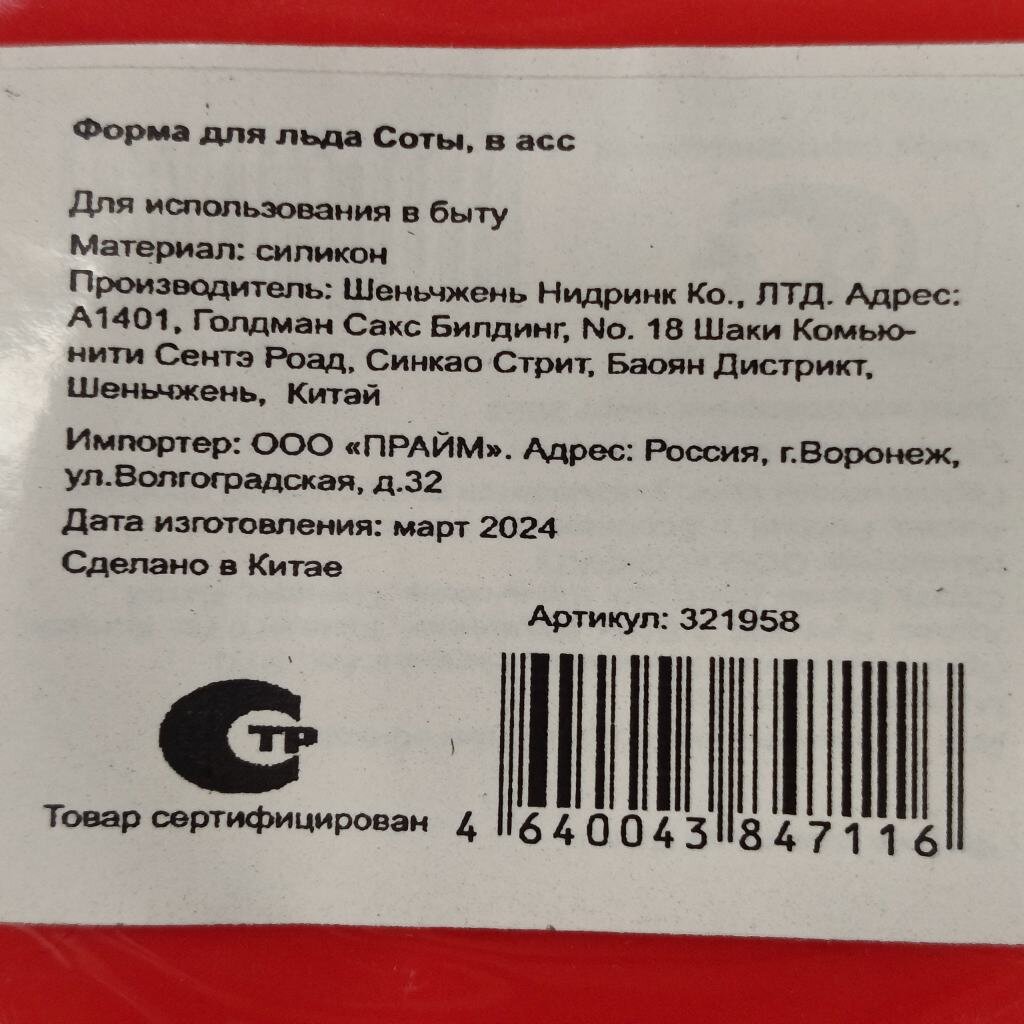 Форма для льда Соты, в асс
Для использования в быту
Материал: силикон
Производитель: Шеньчжень Нидринк Ко., ЛТД. Адрес:
А1401, Голдман Сакс Билдинг, No. 18 Шаки Комью-
нити Сентэ Роад, Синкао Стрит, Баоян Дистрикт,
Шеньчжень, Китай
Импортер: ООО «ПРАЙМ». Адрес: Россия, г.Воронеж,
ул.Волгоградская, д.32
Дата изготовления: март 2024
Сделано в Китае
Артикул: 321958
СТР
Товар сертифицирован
4 640043 847116